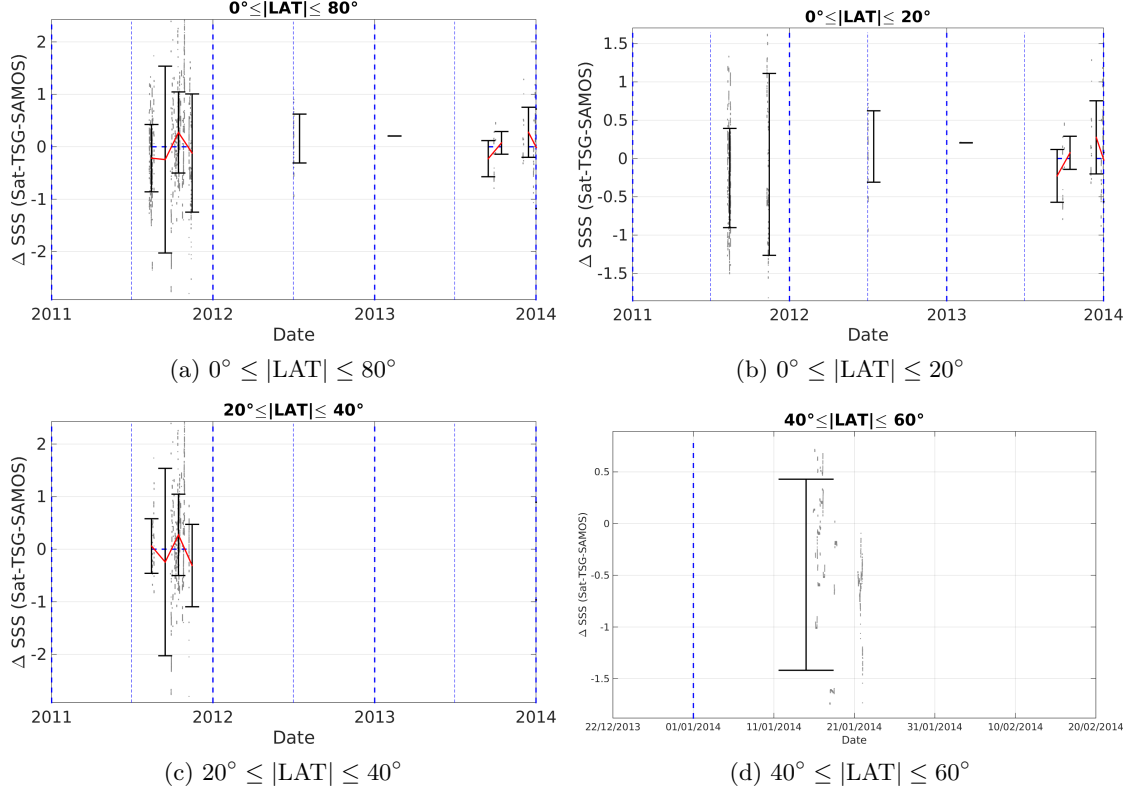 0°≤|LAT|≤ 80°
Δ SSS (Sat-TSG-SAMOS)
2
1
0
-1
-2
2011
2012
2013
2014
Date
(a) 0° ≤ |LAT| ≤ 80°
0°≤|LAT|≤ 20°
Δ SSS (Sat-TSG-SAMOS)
1.5
1
0.5
0
-0.5
-1
-1.5
2011
2012
2013
2014
Date
(b) 0° ≤ |LAT| ≤ 20°
20°≤|LAT|≤ 40°
Δ SSS (Sat-TSG-SAMOS)
2
1
0
-1
-2
2011
2012
2013
2014
Date
(c) 20° ≤ |LAT| ≤ 40°
40°≤|LAT|≤ 60°
Δ SSS (Sat-TSG-SAMOS)
0.5
0
-0.5
-1
-1.5
22/12/2013
01/01/2014
11/01/2014
21/01/2014
31/01/2014
10/02/2014
20/02/2014
Date
(d) 40° ≤ |LAT| ≤ 60°